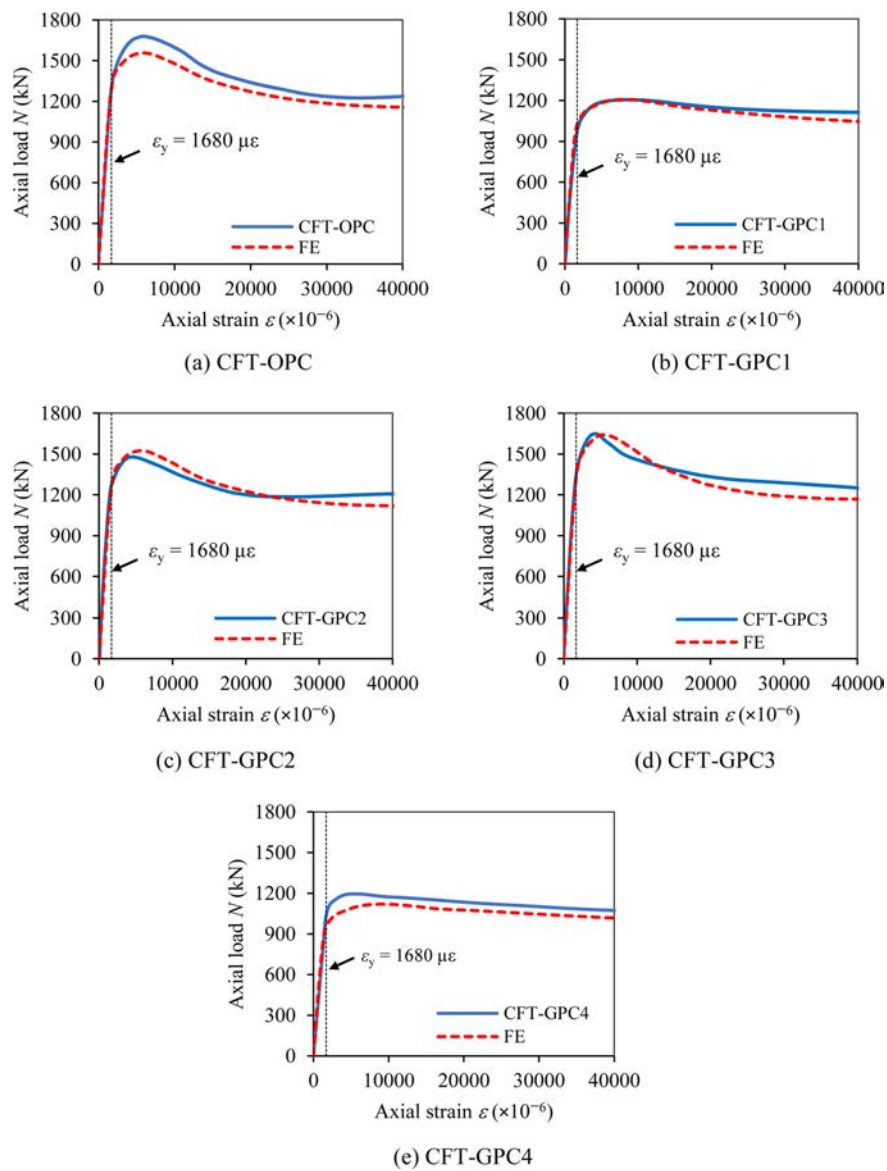 1800
1500
1200
900
600
300
0
Axial load N (kN)
εy = 1680 με
CFT-OPC
FE
0 10000 20000 30000 40000
Axial strain ε (×10⁻⁶)
(a) CFT-OPC
1800
1500
1200
900
600
300
0
Axial load N (kN)
εy = 1680 με
CFT-GPC1
FE
0 10000 20000 30000 40000
Axial strain ε (×10⁻⁶)
(b) CFT-GPC1
1800
1500
1200
900
600
300
0
Axial load N (kN)
εy = 1680 με
CFT-GPC2
FE
0 10000 20000 30000 40000
Axial strain ε (×10⁻⁶)
(c) CFT-GPC2
1800
1500
1200
900
600
300
0
Axial load N (kN)
εy = 1680 με
CFT-GPC3
FE
0 10000 20000 30000 40000
Axial strain ε (×10⁻⁶)
(d) CFT-GPC3
1800
1500
1200
900
600
300
0
Axial load N (kN)
εy = 1680 με
CFT-GPC4
FE
0 10000 20000 30000 40000
Axial strain ε (×10⁻⁶)
(e) CFT-GPC4